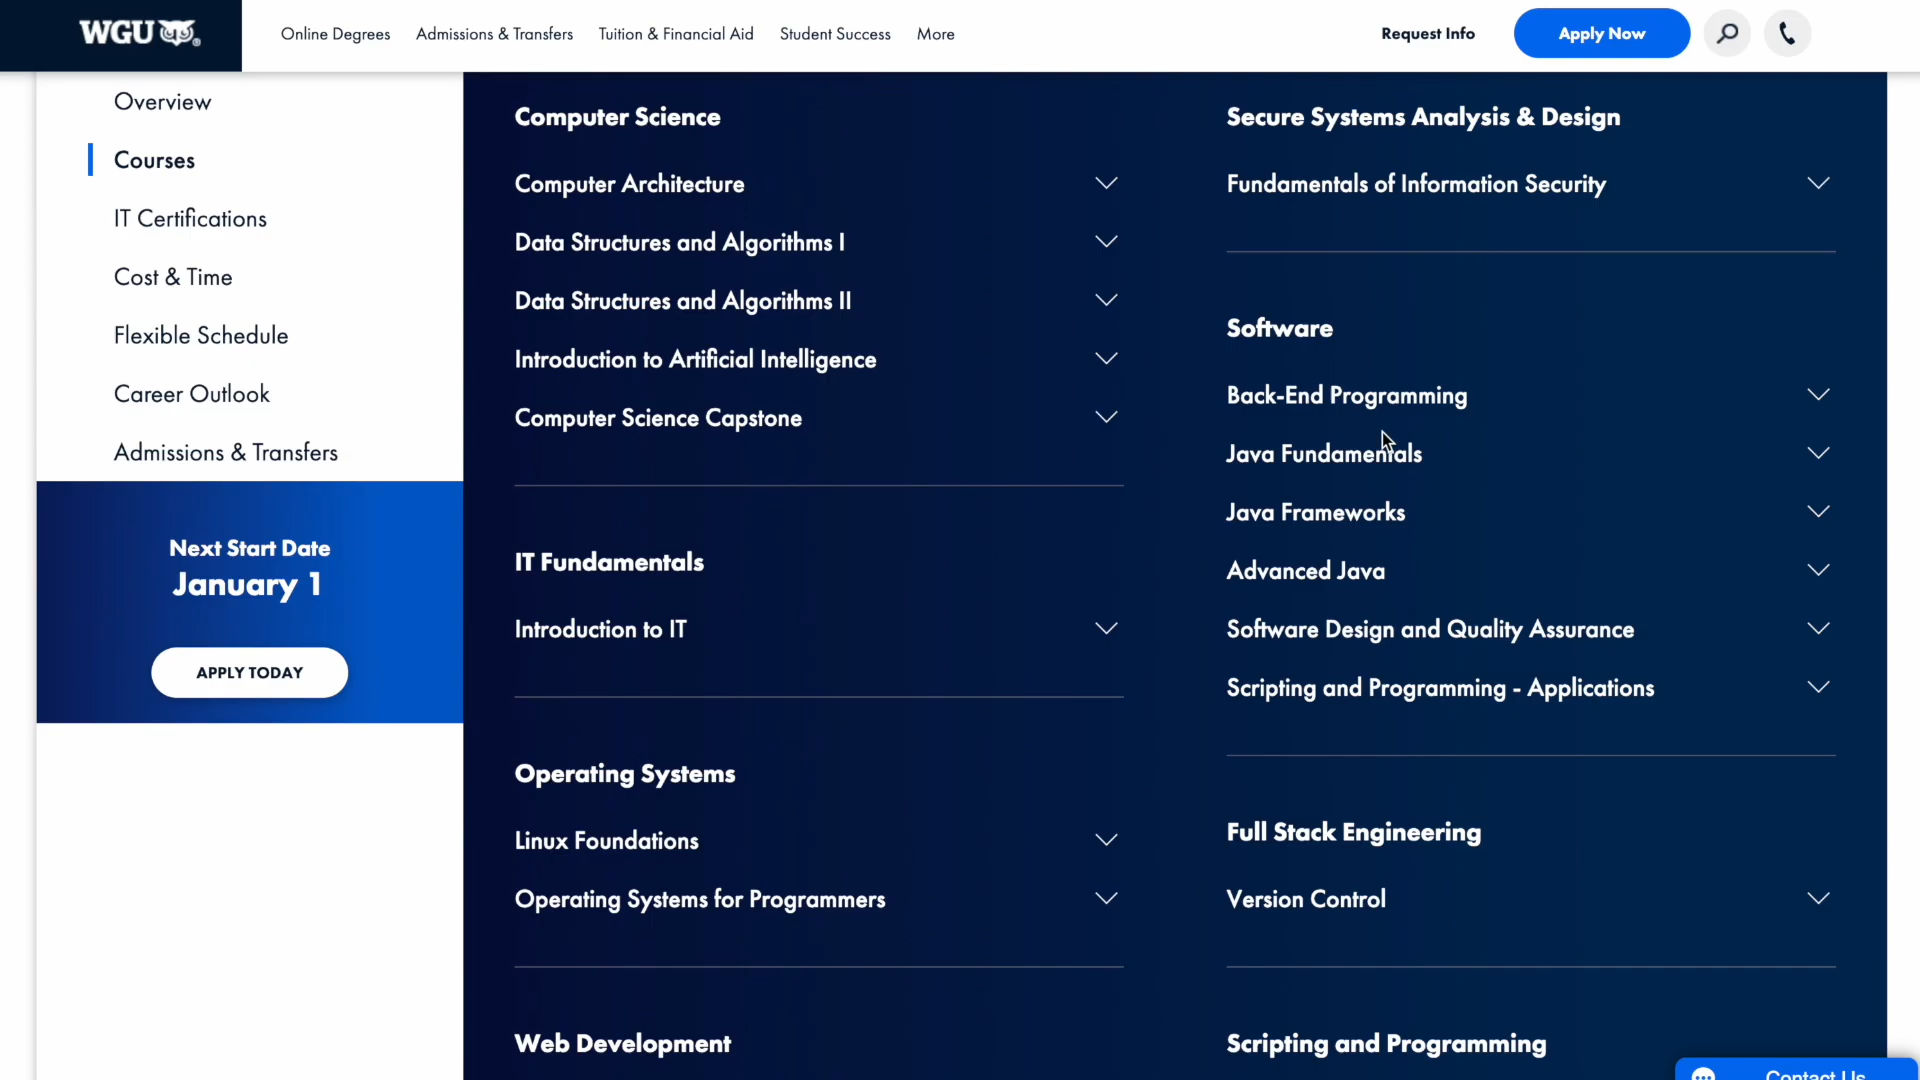 WGU
Online Degrees
Admissions & Transfers
Tuition & Financial Aid
Student Success
More
Request Info
Apply Now
Overview
Courses
IT Certifications
Cost & Time
Flexible Schedule
Career Outlook
Admissions & Transfers
Next Start Date
January 1
APPLY TODAY
Computer Science
Computer Architecture
Data Structures and Algorithms I
Data Structures and Algorithms II
Introduction to Artificial Intelligence
Computer Science Capstone
IT Fundamentals
Introduction to IT
Operating Systems
Linux Foundations
Operating Systems for Programmers
Web Development
Secure Systems Analysis & Design
Fundamentals of Information Security
Software
Back-End Programming
Java Fundamentals
Java Frameworks
Advanced Java
Software Design and Quality Assurance
Scripting and Programming - Applications
Full Stack Engineering
Version Control
Scripting and Programming
Contact Us